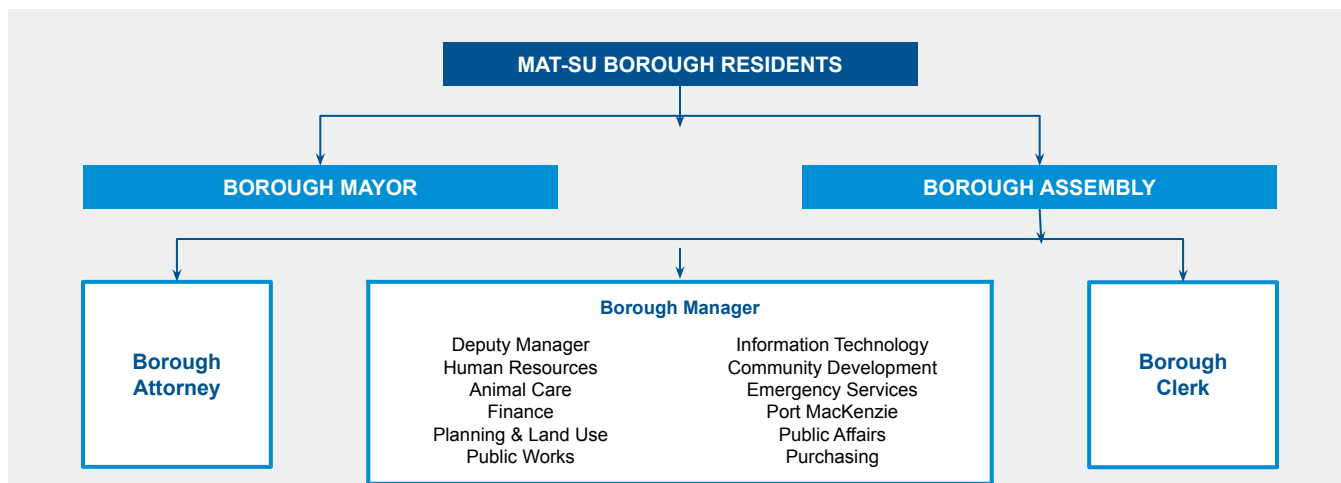 MAT-SU BOROUGH RESIDENTS
BOROUGH MAYOR
BOROUGH ASSEMBLY
Borough
Attorney
Borough Manager
Deputy Manager
Human Resources
Animal Care
Finance
Planning & Land Use
Public Works
Information Technology
Community Development
Emergency Services
Port MacKenzie
Public Affairs
Purchasing
Borough
Clerk